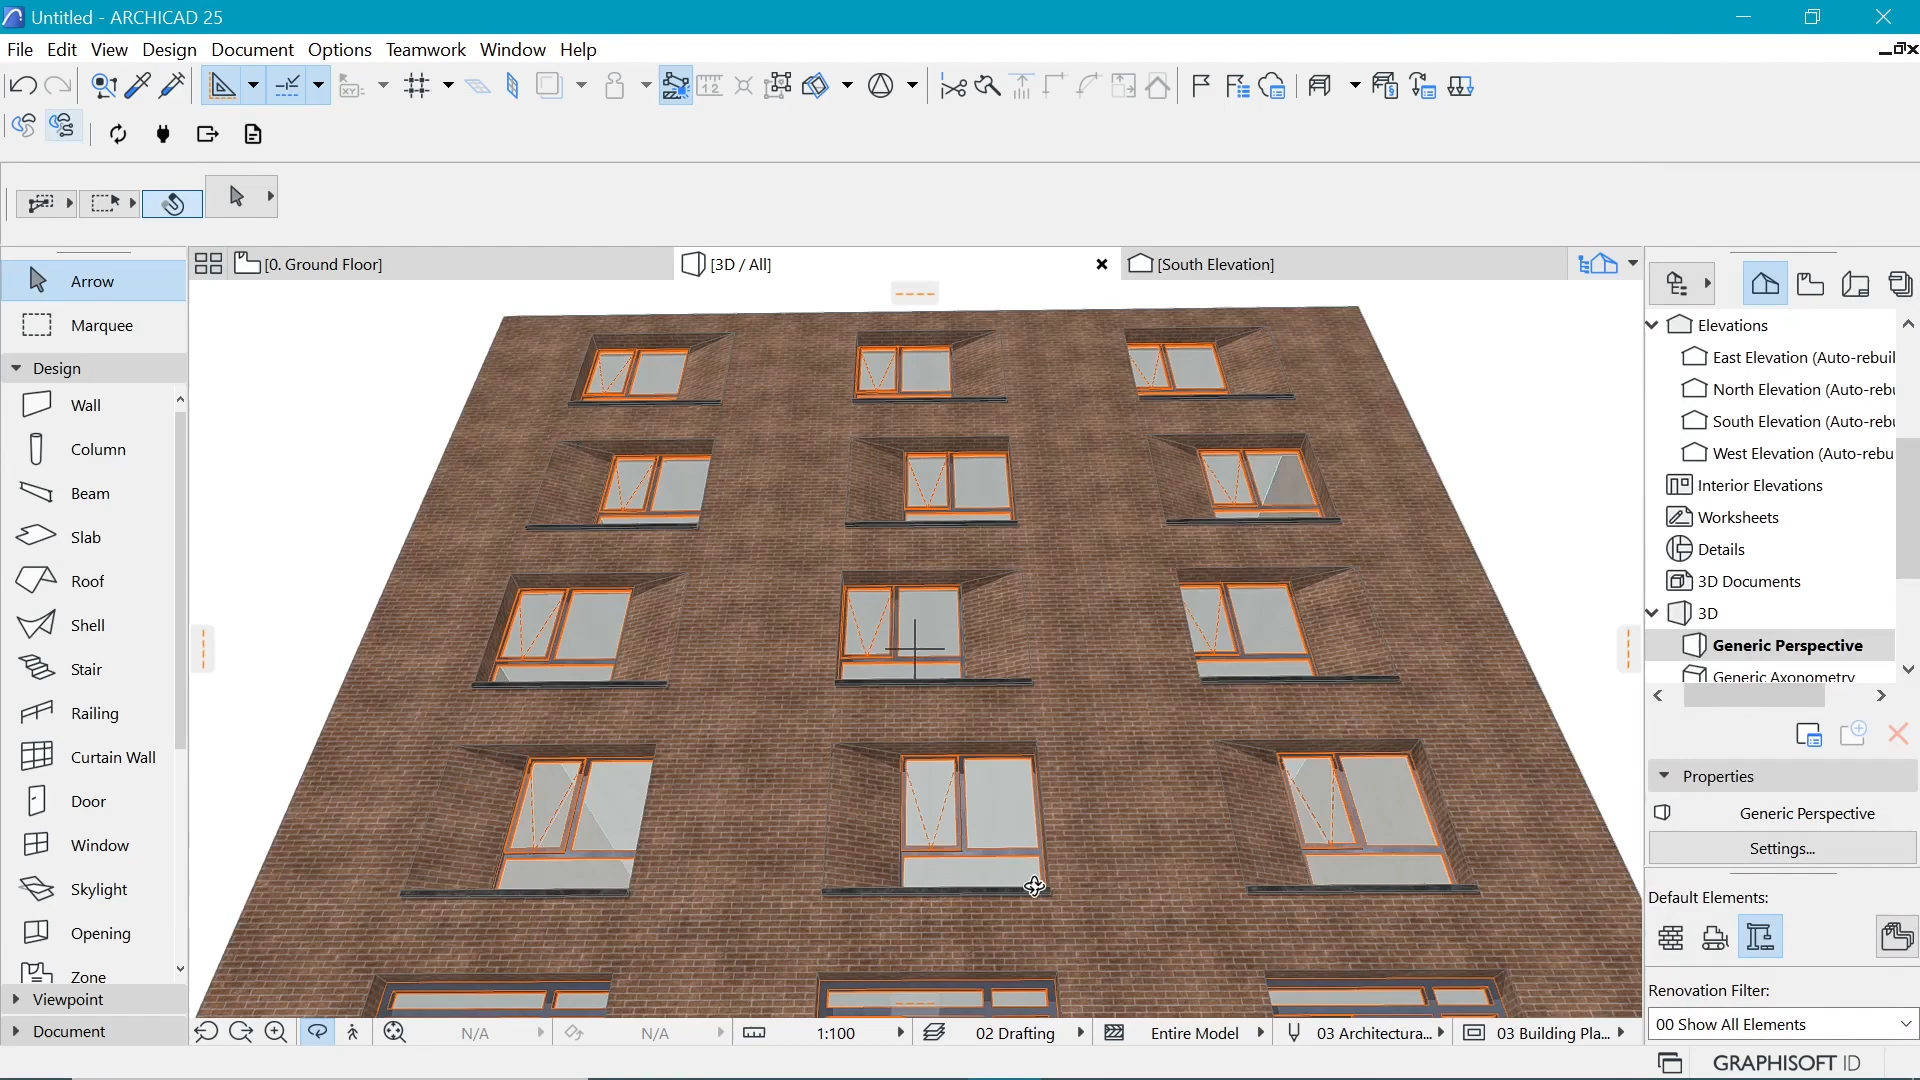 Untitled - ARCHICAD 25
File Edit View Design Document Options Teamwork Window Help
Arrow
Marquee
Design
Wall
Column
Beam
Slab
Roof
Shell
Stair
Railing
Curtain Wall
Door
Window
Skylight
Opening
Zone
Viewpoint
Document
[0. Ground Floor]
[3D / All]
[South Elevation]
N/A
N/A
1:100
02 Drafting
Entire Model
03 Architectura...
03 Building Pla...
Elevations
East Elevation (Auto-rebuil
North Elevation (Auto-rebu
South Elevation (Auto-rebu
West Elevation (Auto-rebu
Interior Elevations
Worksheets
Details
3D Documents
3D
Generic Perspective
Generic Axonometry
Properties
Generic Perspective
Settings...
Default Elements:
Renovation Filter:
00 Show All Elements
GRAPHISOFT ID